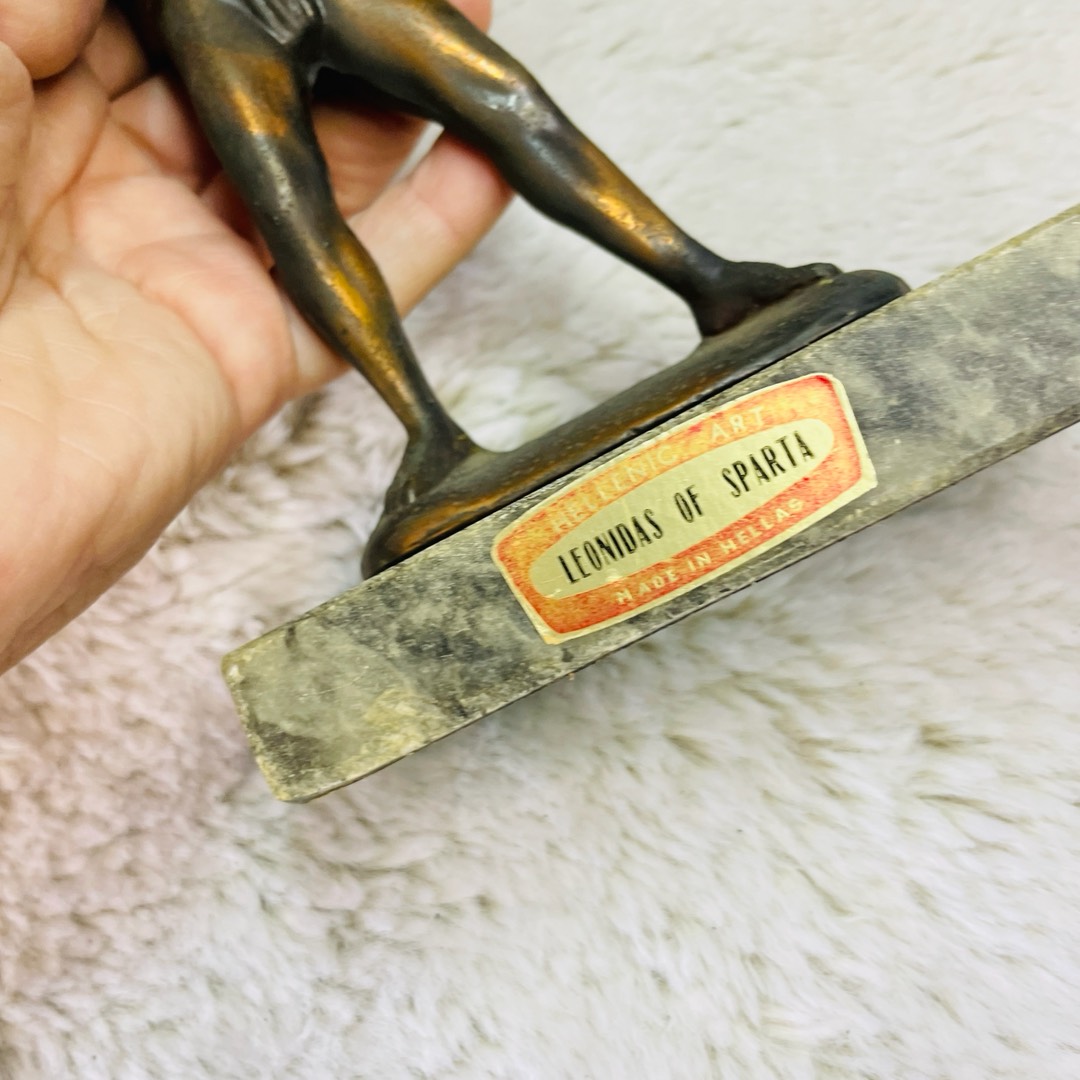 HELLENIC ART
LEONIDAS OF SPARTA
MADE IN HELLAS